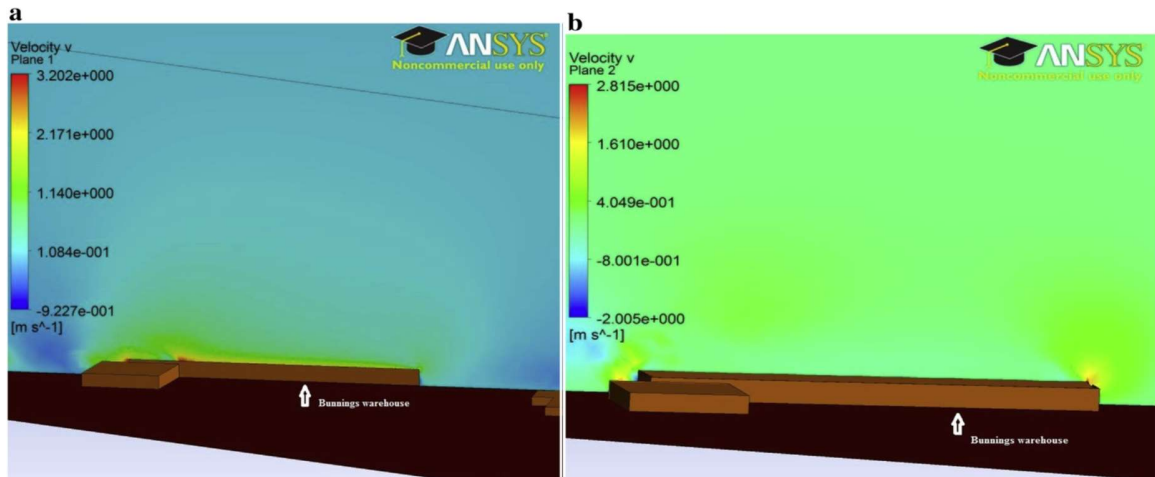 a
Velocity v
Plane 1
3.202e+000
2.171e+000
1.140e+000
1.084e-001
-9.227e-001
[m s^-1]
ANSYS
Noncommercial use only
Bunnings warehouse
b
Velocity v
Plane 2
2.815e+000
1.610e+000
4.049e-001
-8.001e-001
-2.005e+000
[m s^-1]
ANSYS
Noncommercial use only
Bunnings warehouse